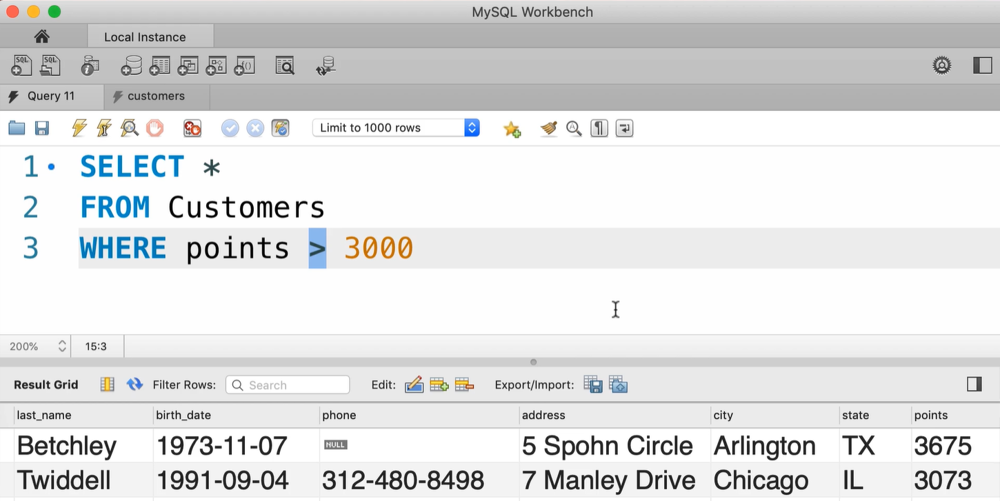 MySQL Workbench
Local Instance
SQL SQL
Query 11 customers
Limit to 1000 rows
1 SELECT *
2 FROM Customers
3 WHERE points > 3000
200% 15:3
Result Grid Filter Rows: Search Edit: Export/Import:
last_name birth_date phone address city state points
Betchley 1973-11-07 NULL 5 Spohn Circle Arlington TX 3675
Twiddell 1991-09-04 312-480-8498 7 Manley Drive Chicago IL 3073